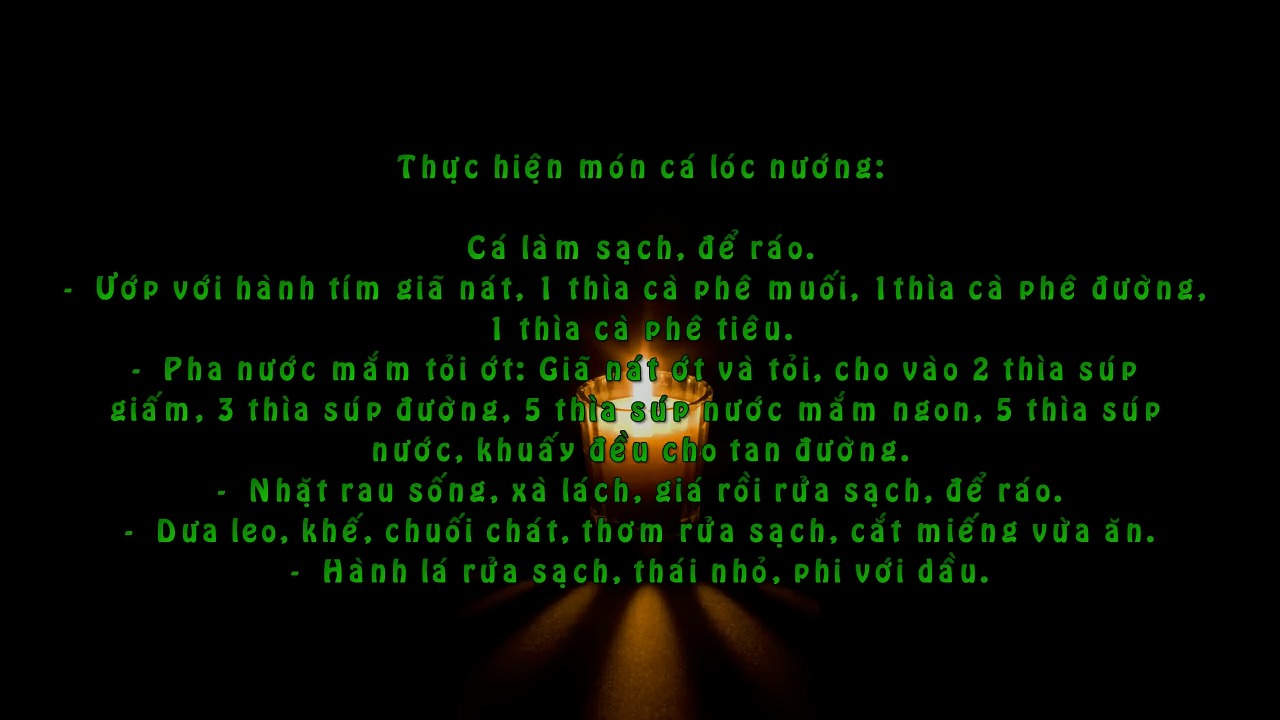 Thực hiện món cá lóc nướng:
Cá làm sạch, để ráo.
- Ướp với hành tím giã nát, 1 thìa cà phê muối, 1thìa cà phê đường,
1 thìa cà phê tiêu.
- Pha nước mắm tỏi ớt: Giã nát ớt và tỏi, cho vào 2 thìa súp
giấm, 3 thìa súp đường, 5 thìa súp nước mắm ngon, 5 thìa súp
nước, khuấy đều cho tan đường.
- Nhặt rau sống, xà lách, giá rồi rửa sạch, để ráo.
- Dưa leo, khế, chuối chát, thơm rửa sạch, cắt miếng vừa ăn.
- Hành lá rửa sạch, thái nhỏ, phi với dầu.